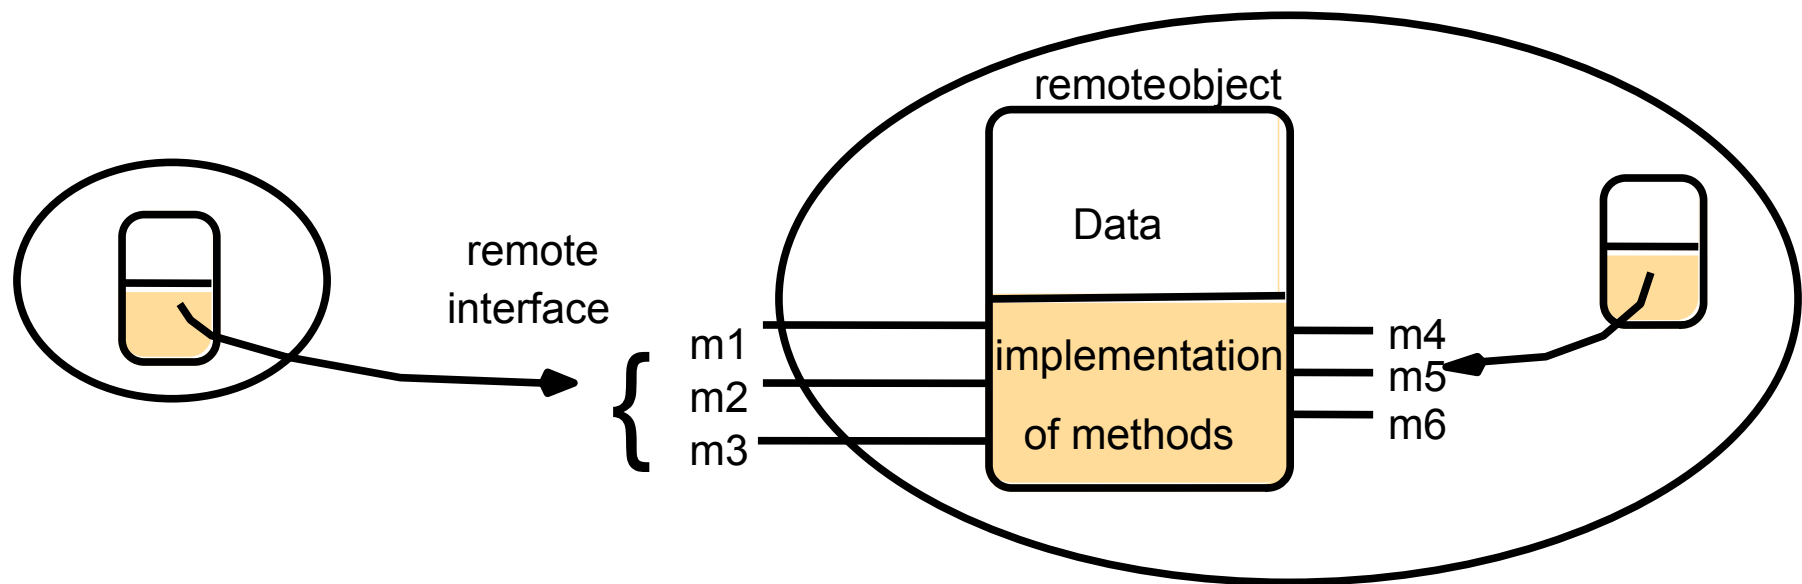 remoteobject
Data
remote
interface
{
m1
m2
m3
implementation
of methods
m4
m5
m6